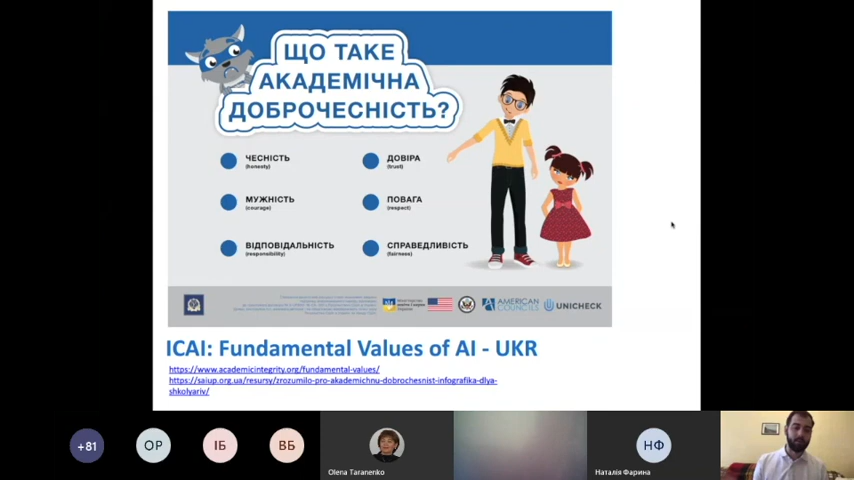 ЩО ТАКЕ
АКАДЕМІЧНА
ДОБРОЧЕСНІСТЬ?
ЧЕСНІСТЬ
(honesty)
ДОВІРА
(trust)
МУЖНІСТЬ
(courage)
ПОВАГА
(respect)
ВІДПОВІДАЛЬНІСТЬ
(responsibility)
СПРАВЕДЛИВІСТЬ
(fairness)
AMERICAN
COUNCILS
UNICHECK
ICAI: Fundamental Values of AI - UKR
https://www.academicintegrity.org/fundamental-values/
https://saiup.org.ua/resursy/zrozumilo-pro-akademichnu-dobrochesnist-infografika-dlya-
shkolyariv/
+81
ОР
ІБ
ВБ
Olena Taranenko
НФ
Наталія Фарина